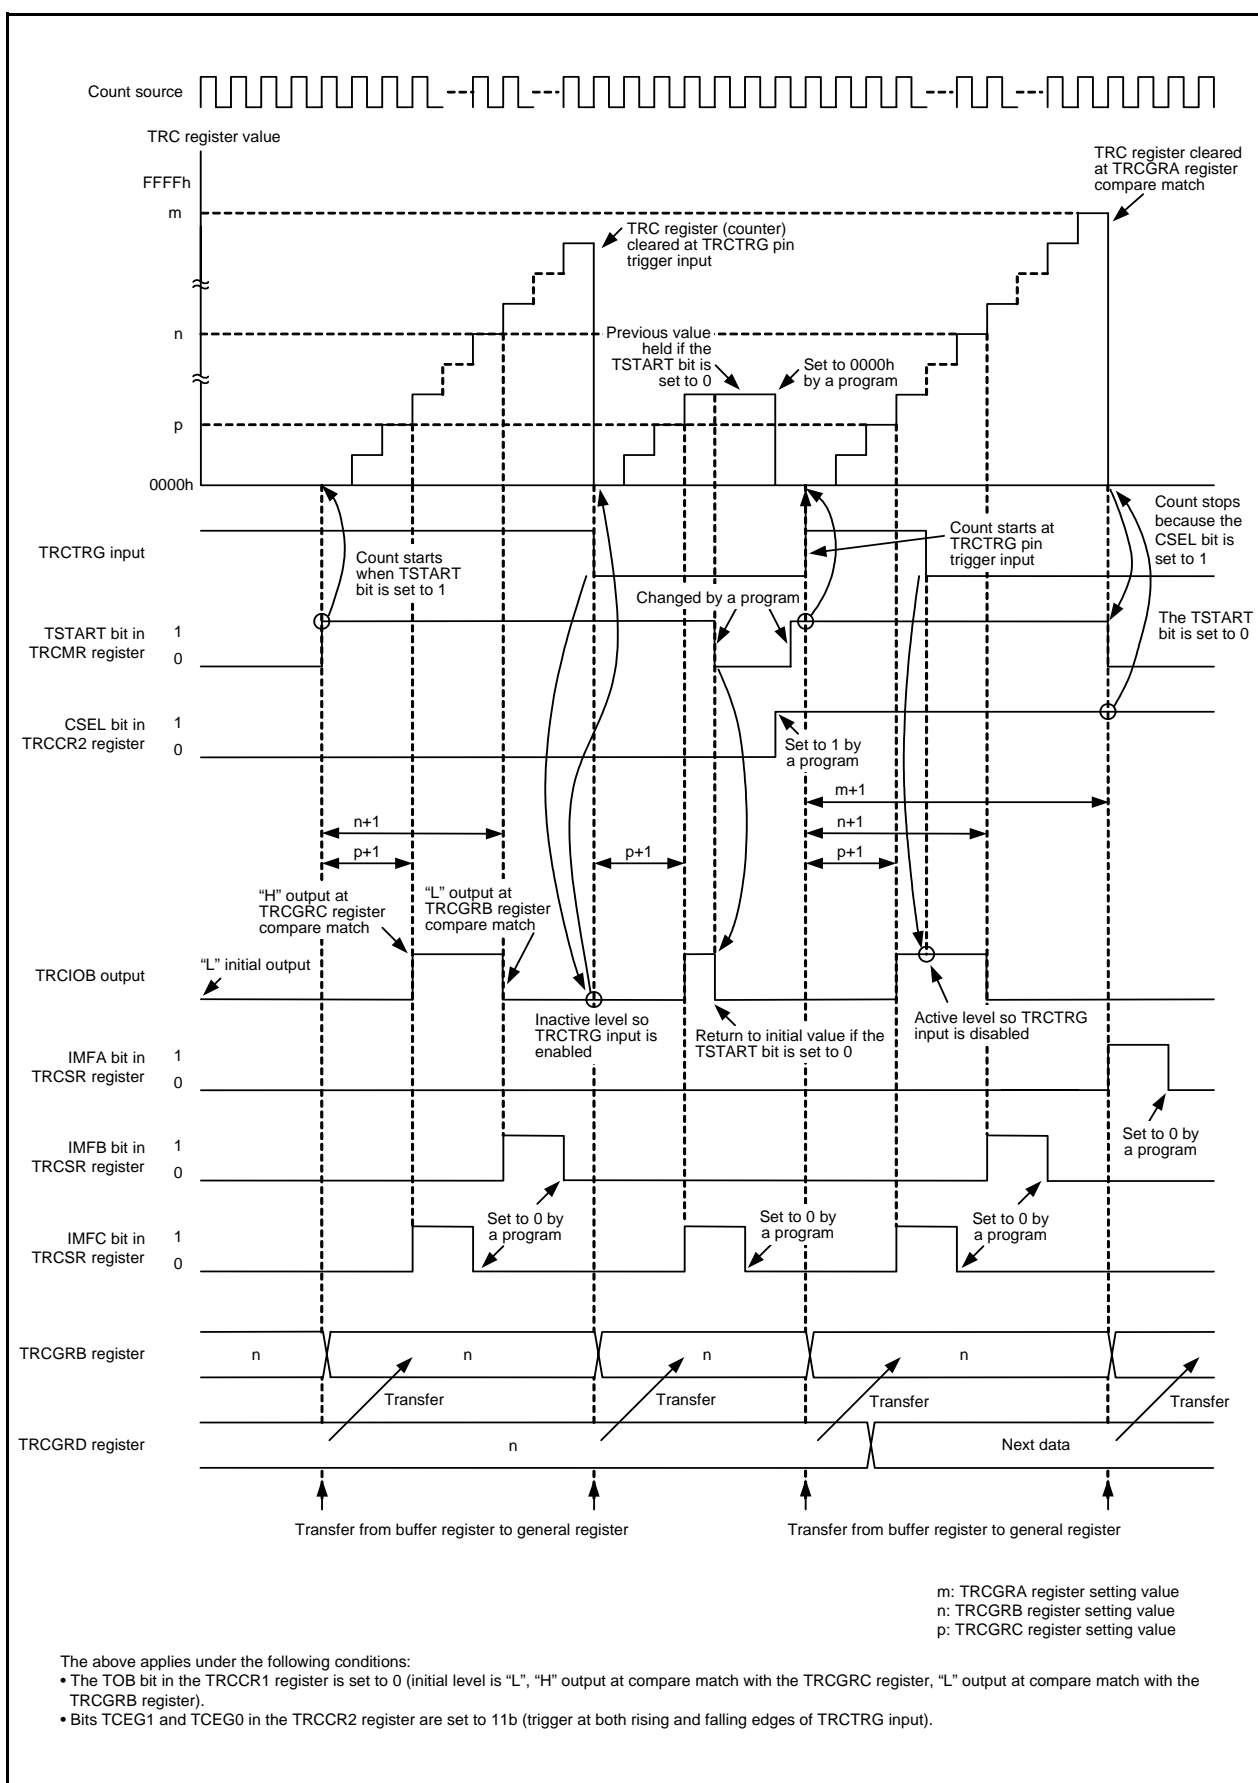 Count source
TRC register value
FFFFh
m
TRC register cleared
at TRCGRA register
compare match
TRC register (counter)
cleared at TRCTRG pin
trigger input
n
Previous value
held if the
TSTART bit is
set to 0
Set to 0000h
by a program
p
0000h
TRCTRG input
Count starts
when TSTART
bit is set to 1
Count starts at
TRCTRG pin
trigger input
Count stops
because the
CSEL bit is
set to 1
Changed by a program
TSTART bit in
TRCMR register
1
0
The TSTART
bit is set to 0
CSEL bit in
TRCCR2 register
1
0
Set to 1 by
a program
m+1
n+1
n+1
p+1
p+1
p+1
“H” output at
TRCGRC register
compare match
“L” output at
TRCGRB register
compare match
TRCIOB output
“L” initial output
Inactive level so
TRCTRG input is
enabled
Return to initial value if the
TSTART bit is set to 0
Active level so TRCTRG
input is disabled
IMFA bit in
TRCSR register
1
0
Set to 0 by
a program
IMFB bit in
TRCSR register
1
0
Set to 0 by
a program
Set to 0 by
a program
Set to 0 by
a program
IMFC bit in
TRCSR register
1
0
TRCGRB register
n
n
n
n
Transfer
Transfer
Transfer
Transfer
TRCGRD register
n
Next data
Transfer from buffer register to general register
Transfer from buffer register to general register
m: TRCGRA register setting value
n: TRCGRB register setting value
p: TRCGRC register setting value
The above applies under the following conditions:
• The TOB bit in the TRCCR1 register is set to 0 (initial level is “L”, “H” output at compare match with the TRCGRC register, “L” output at compare match with the
TRCGRB register).
• Bits TCEG1 and TCEG0 in the TRCCR2 register are set to 11b (trigger at both rising and falling edges of TRCTRG input).